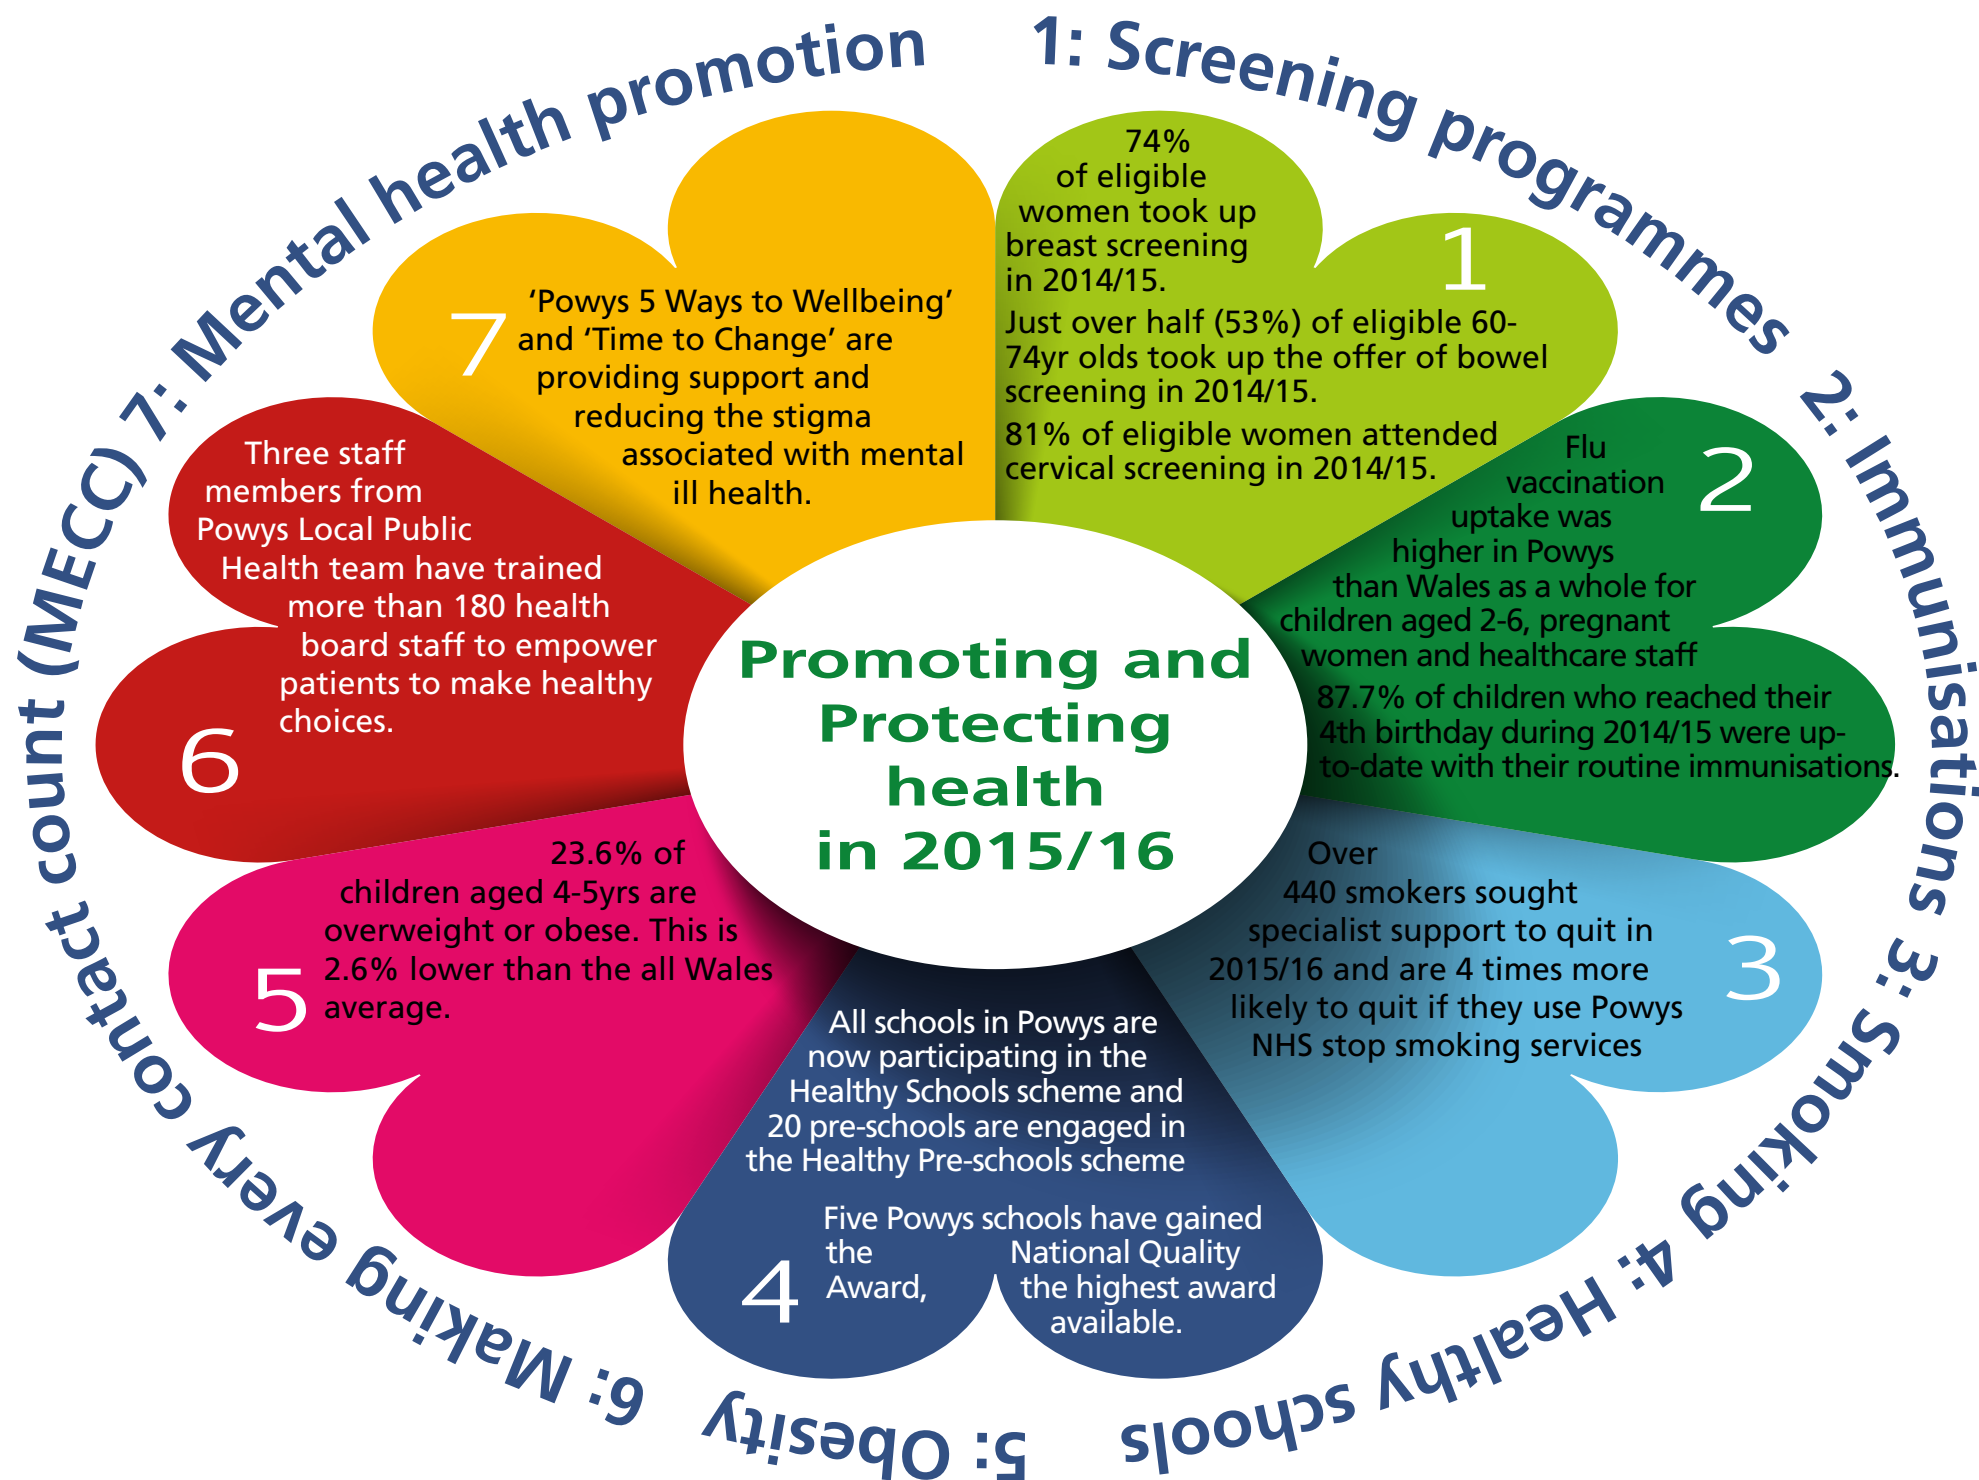 1: Screening programmes
2: Immunisations
3: Smoking
4: Healthy schools
5: Obesity
6: Making every contact count (MECC)
7: Mental health promotion
Promoting and
Protecting
health
in 2015/16
1
74%
of eligible
women took up
breast screening
in 2014/15.
Just over half (53%) of eligible 60-
74yr olds took up the offer of bowel
screening in 2014/15.
81% of eligible women attended
cervical screening in 2014/15.
2
Flu
vaccination
uptake was
higher in Powys
than Wales as a whole for
children aged 2-6, pregnant
women and healthcare staff
87.7% of children who reached their
4th birthday during 2014/15 were up-
to-date with their routine immunisations.
3
Over
440 smokers sought
specialist support to quit in
2015/16 and are 4 times more
likely to quit if they use Powys
NHS stop smoking services
4
All schools in Powys are
now participating in the
Healthy Schools scheme and
20 pre-schools are engaged in
the Healthy Pre-schools scheme
Five Powys schools have gained
the National Quality
Award, the highest award
available.
5
23.6% of
children aged 4-5yrs are
overweight or obese. This is
2.6% lower than the all Wales
average.
6
Three staff
members from
Powys Local Public
Health team have trained
more than 180 health
board staff to empower
patients to make healthy
choices.
7
‘Powys 5 Ways to Wellbeing’
and ‘Time to Change’ are
providing support and
reducing the stigma
associated with mental
ill health.